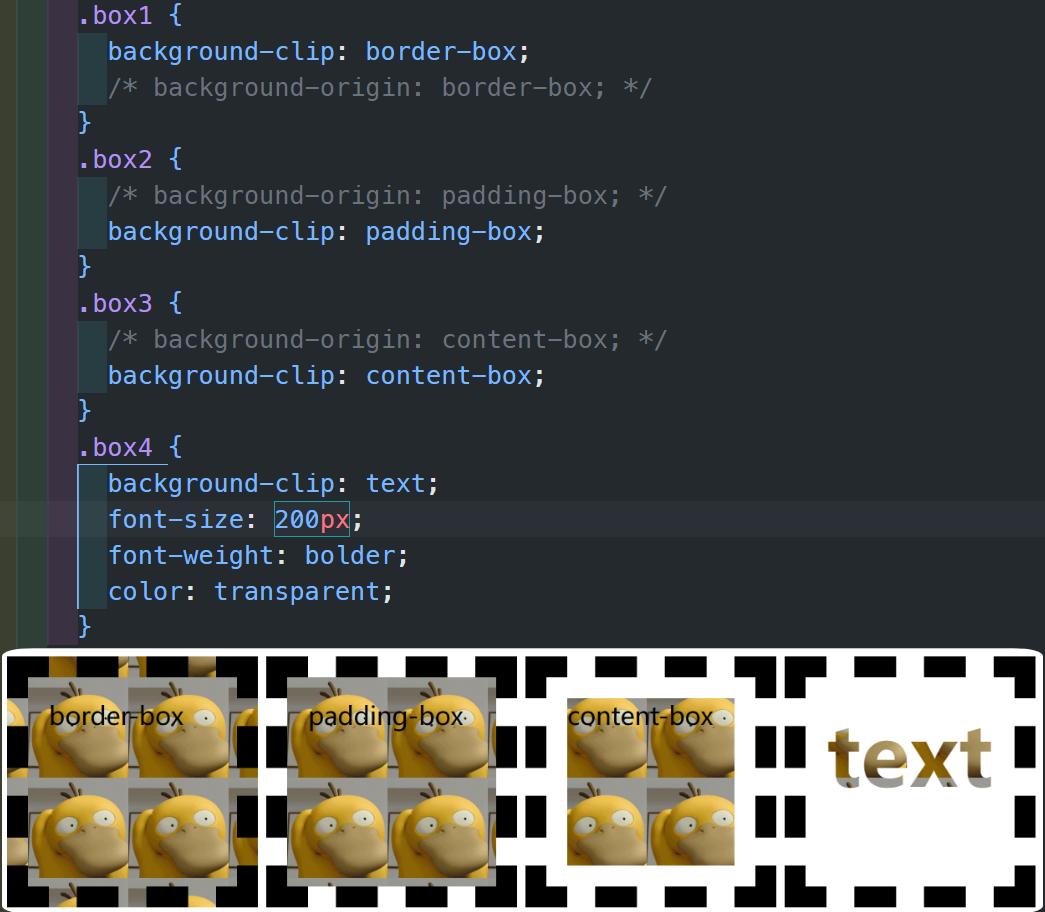 .box1 {
background-clip: border-box;
/* background-origin: border-box; */
}
.box2 {
/* background-origin: padding-box; */
background-clip: padding-box;
}
.box3 {
/* background-origin: content-box; */
background-clip: content-box;
}
.box4 {
background-clip: text;
font-size: 200px;
font-weight: bolder;
color: transparent;
}
border-box padding-box content-box
text